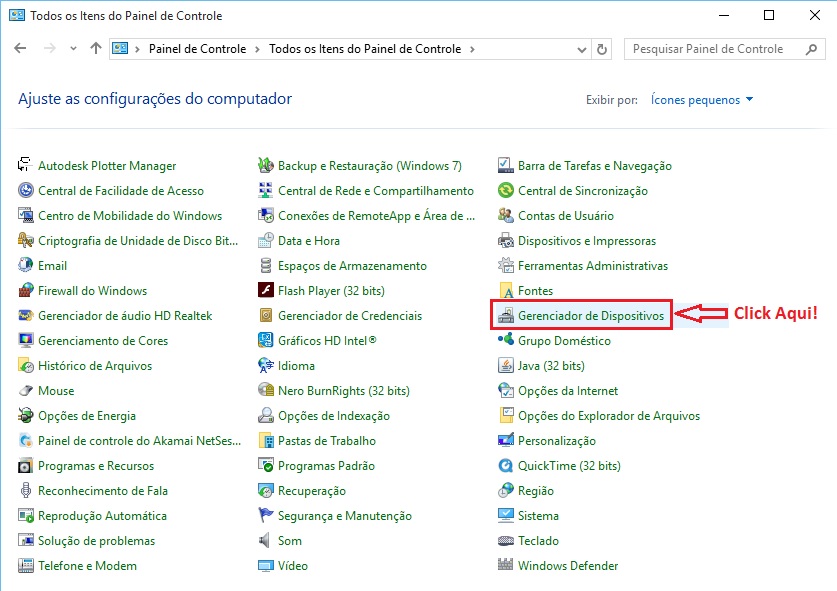 Todos os Itens do Painel de Controle
Painel de Controle > Todos os Itens do Painel de Controle >
Pesquisar Painel de Controle
Ajuste as configurações do computador
Exibir por: Ícones pequenos
Autodesk Plotter Manager
Backup e Restauração (Windows 7)
Barra de Tarefas e Navegação
Central de Facilidade de Acesso
Central de Rede e Compartilhamento
Central de Sincronização
Centro de Mobilidade do Windows
Conexões de RemoteApp e Área de ...
Contas de Usuário
Criptografia de Unidade de Disco Bit...
Data e Hora
Dispositivos e Impressoras
Email
Espaços de Armazenamento
Ferramentas Administrativas
Firewall do Windows
Flash Player (32 bits)
Fontes
Gerenciador de áudio HD Realtek
Gerenciador de Credenciais
Gerenciador de Dispositivos
Click Aqui!
Gerenciamento de Cores
Gráficos HD Intel®
Grupo Doméstico
Histórico de Arquivos
Idioma
Java (32 bits)
Mouse
Nero BurnRights (32 bits)
Opções da Internet
Opções de Energia
Opções de Indexação
Opções do Explorador de Arquivos
Painel de controle do Akamai NetSes...
Pastas de Trabalho
Personalização
Programas e Recursos
Programas Padrão
QuickTime (32 bits)
Reconhecimento de Fala
Recuperação
Região
Reprodução Automática
Segurança e Manutenção
Sistema
Solução de problemas
Som
Teclado
Telefone e Modem
Vídeo
Windows Defender